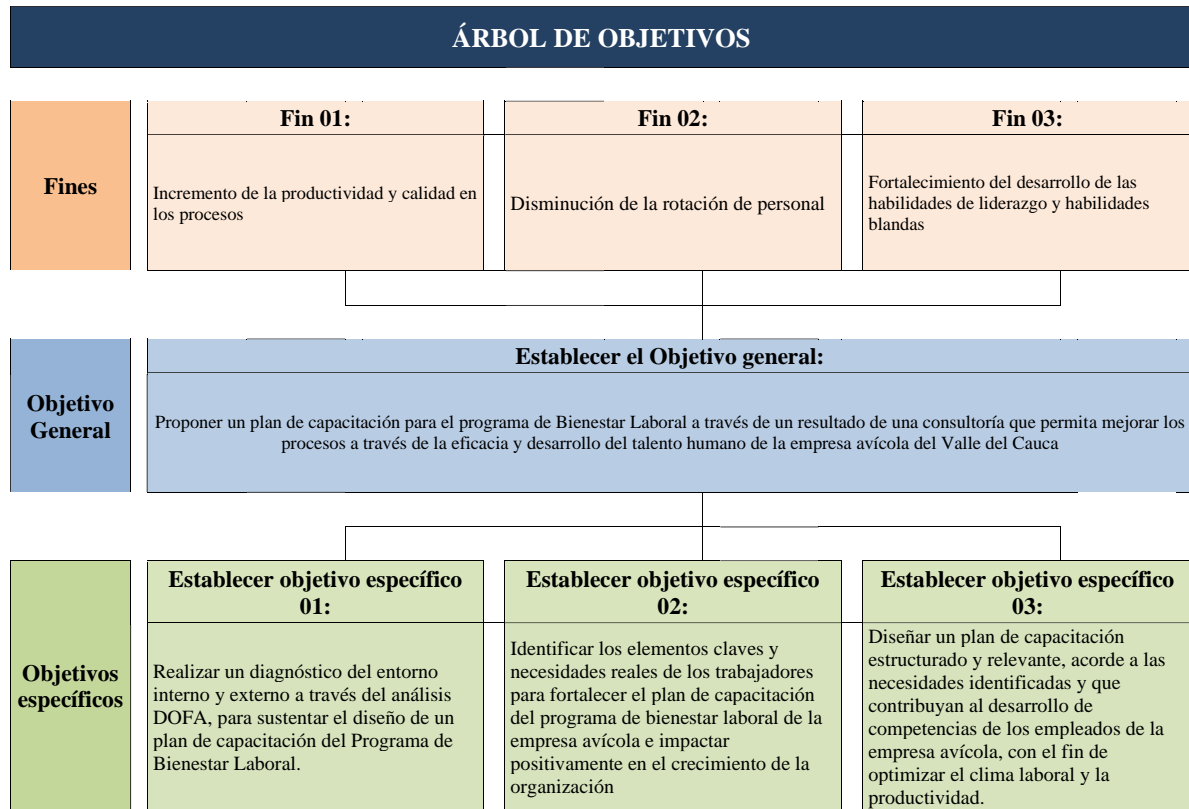 ÁRBOL DE OBJETIVOS
Fines
Fin 01:
Incremento de la productividad y calidad en
los procesos
Fin 02:
Disminución de la rotación de personal
Fin 03:
Fortalecimiento del desarrollo de las
habilidades de liderazgo y habilidades
blandas
Objetivo
General
Establecer el Objetivo general:
Proponer un plan de capacitación para el programa de Bienestar Laboral a través de un resultado de una consultoría que permita mejorar los
procesos a través de la eficacia y desarrollo del talento humano de la empresa avícola del Valle del Cauca
Objetivos
específicos
Establecer objetivo específico
01:
Realizar un diagnóstico del entorno
interno y externo a través del análisis
DOFA, para sustentar el diseño de un
plan de capacitación del Programa de
Bienestar Laboral.
Establecer objetivo específico
02:
Identificar los elementos claves y
necesidades reales de los trabajadores
para fortalecer el plan de capacitación
del programa de bienestar laboral de la
empresa avícola e impactar
positivamente en el crecimiento de la
organización
Establecer objetivo específico
03:
Diseñar un plan de capacitación
estructurado y relevante, acorde a las
necesidades identificadas y que
contribuyan al desarrollo de
competencias de los empleados de la
empresa avícola, con el fin de
optimizar el clima laboral y la
productividad.